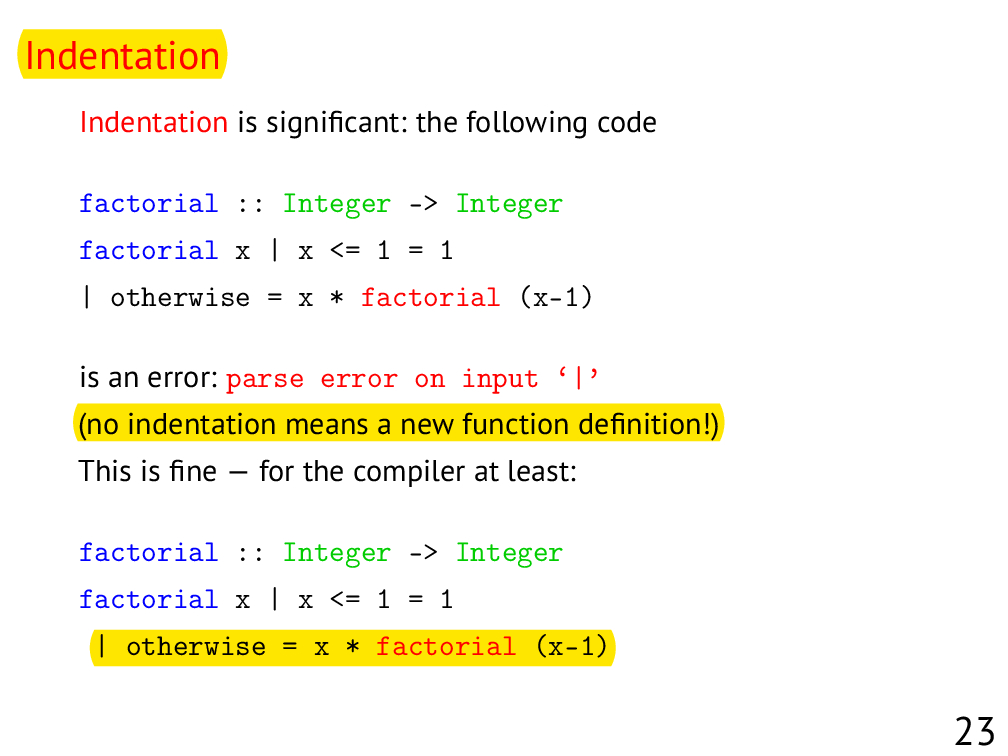 Indentation
Indentation is significant: the following code
factorial :: Integer -> Integer
factorial x | x <= 1 = 1
| otherwise = x * factorial (x-1)
is an error: parse error on input ‘|’
(no indentation means a new function definition!)
This is fine — for the compiler at least:
factorial :: Integer -> Integer
factorial x | x <= 1 = 1
 | otherwise = x * factorial (x-1)
23